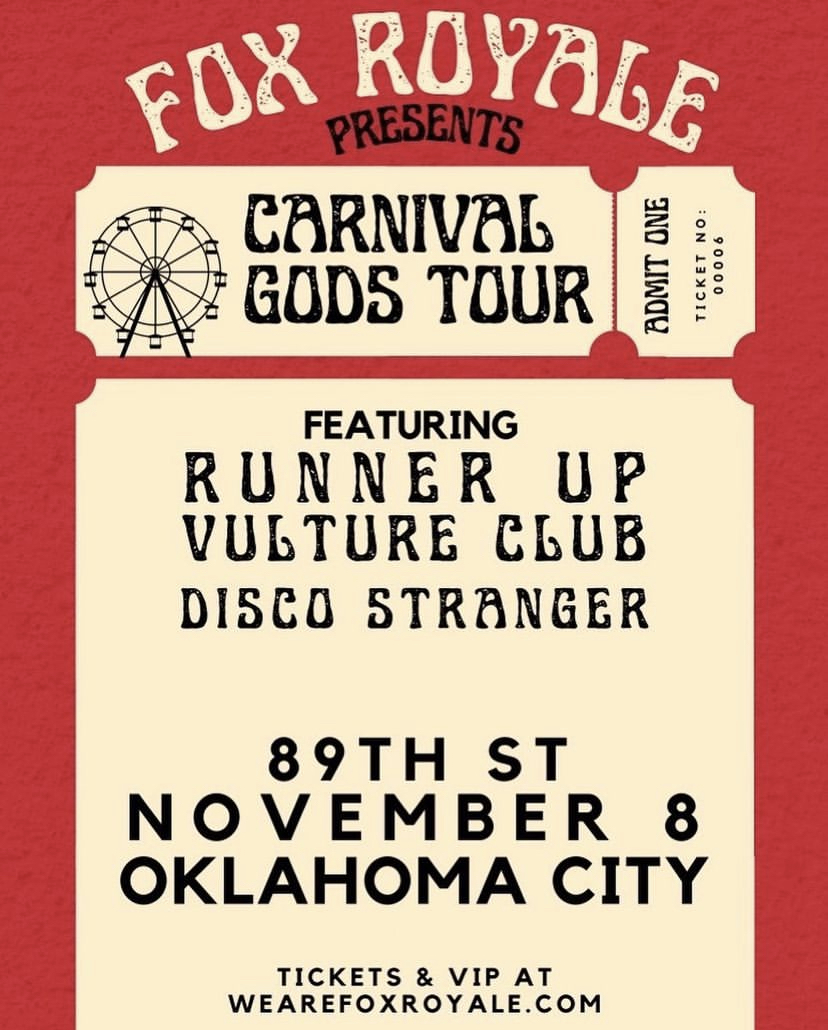 FOX ROYALE
PRESENTS
CARNIVAL
GODS TOUR
ADMIT ONE
TICKET NO:
00006
FEATURING
RUNNER UP
VULTURE CLUB
DISCO STRANGER
89TH ST
NOVEMBER 8
OKLAHOMA CITY
TICKETS & VIP AT
WEAREFOXROYALE.COM